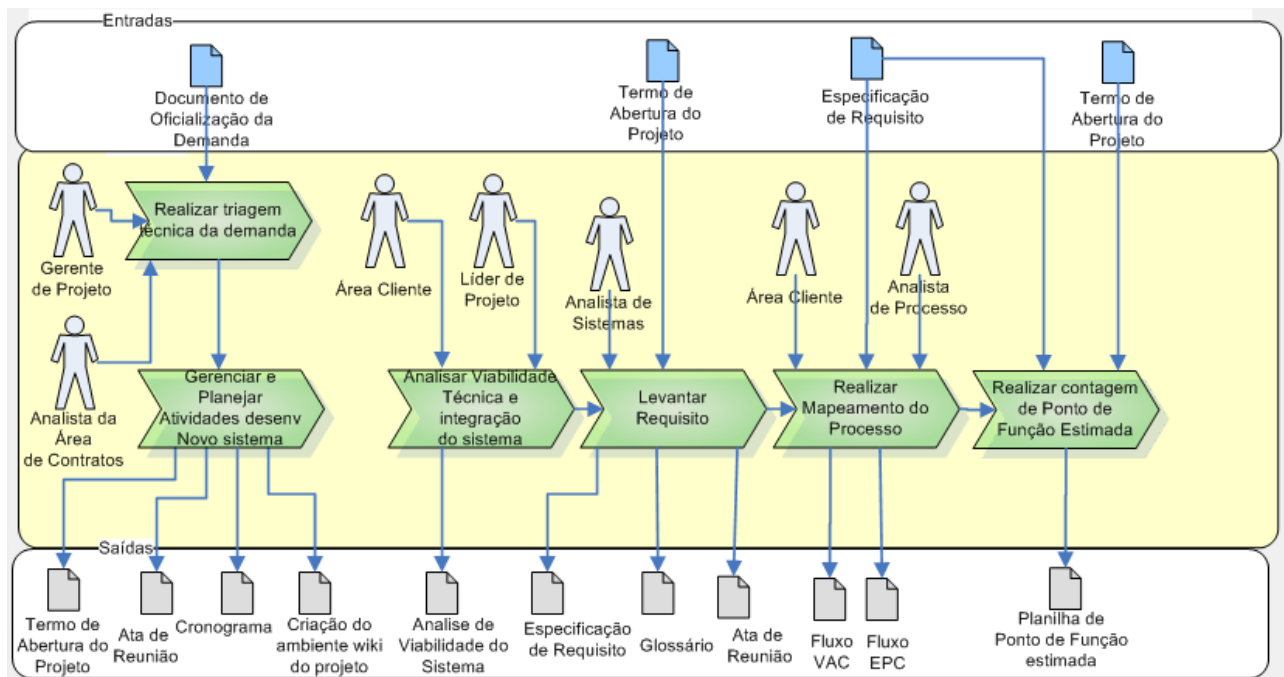 Entradas
Documento de
Oficialização da
Demanda
Termo de
Abertura do
Projeto
Especificação
de Requisito
Termo de
Abertura do
Projeto
Realizar triagem
técnica da demanda
Gerente
de Projeto
Área Cliente
Líder de
Projeto
Analista de
Sistemas
Área Cliente
Analista
de Processo
Analista da
Área
de Contratos
Gerenciar e
Planejar
Atividades desenv
Novo sistema
Analisar Viabilidade
Técnica e
integração
do sistema
Levantar
Requisito
Realizar
Mapeamento do
Processo
Realizar contagem
de Ponto de
Função Estimada
Saídas
Termo de
Abertura do
Projeto
Ata de
Reunião
Cronograma
Criação do
ambiente wiki
do projeto
Analise de
Viabilidade do
Sistema
Especificação
de Requisito
Glossário
Ata de
Reunião
Fluxo
VAC
Fluxo
EPC
Planilha de
Ponto de Função
estimada